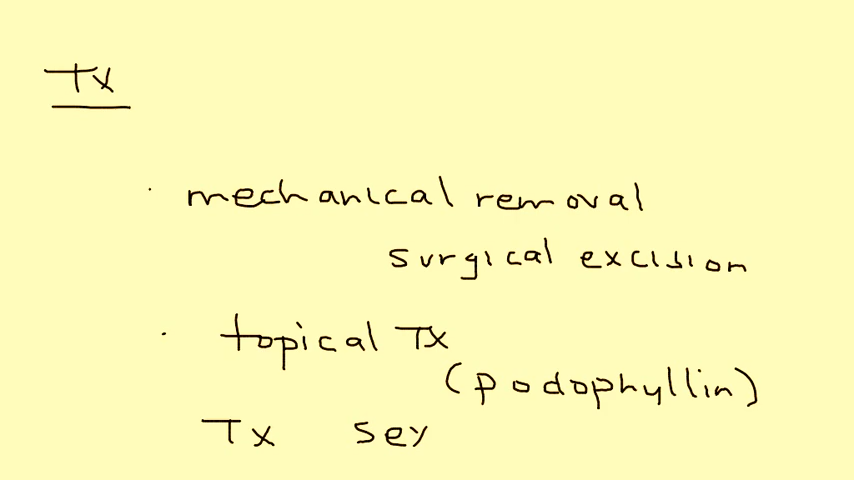 Tx
· mechanical removal
surgical excision
· topical Tx
(podophyllin)
Tx sex